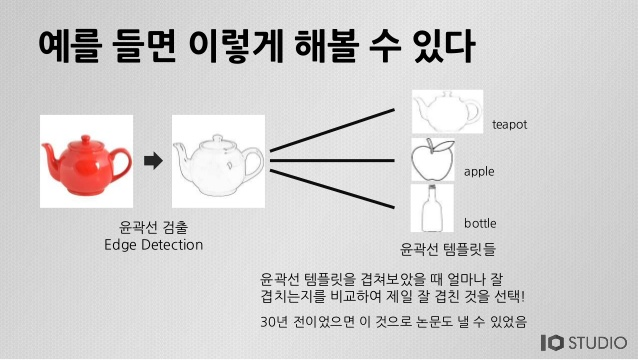 예를 들면 이렇게 해볼 수 있다
teapot
apple
bottle
윤곽선 검출
Edge Detection
윤곽선 템플릿들
윤곽선 템플릿을 겹쳐보았을 때 얼마나 잘
겹치는지를 비교하여 제일 잘 겹친 것을 선택!
30년 전이었으면 이 것으로 논문도 낼 수 있었음
IO STUDIO